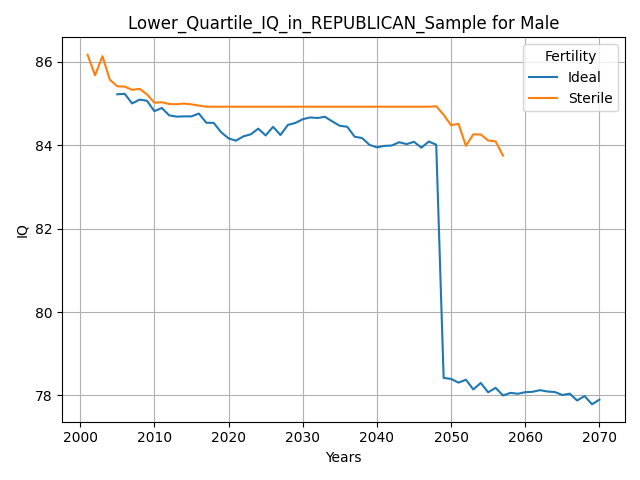 Lower_Quartile_IQ_in_REPUBLICAN_Sample for Male
Fertility
Ideal
Sterile
IQ
86
84
82
80
78
2000 2010 2020 2030 2040 2050 2060 2070
Years